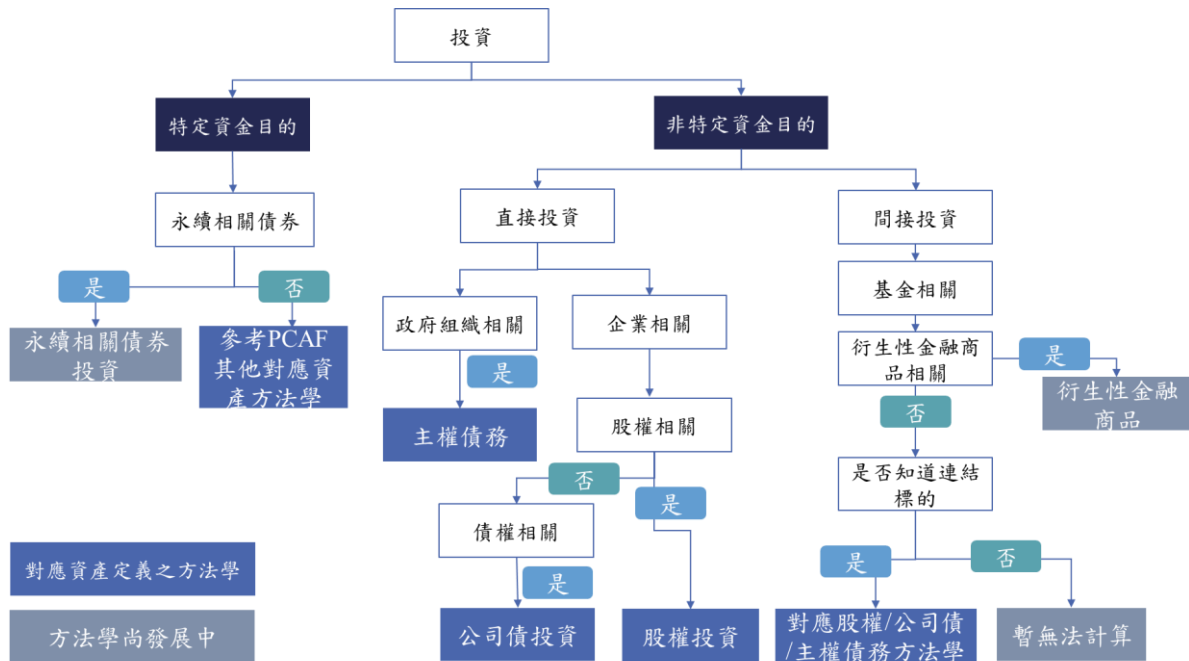 投資
特定資金目的
非特定資金目的
永續相關債券
直接投資
間接投資
是
否
政府組織相關
企業相關
基金相關
永續相關債券
投資
參考PCAF
其他對應資
產方法學
是
衍生性金融商
品相關
是
衍生性金融
商品
主權債務
股權相關
否
否
是
是否知道連結
標的
債權相關
對應資產定義之方法學
是
是
否
方法學尚發展中
公司債投資
股權投資
對應股權/公司債
/主權債務方法學
暫無法計算